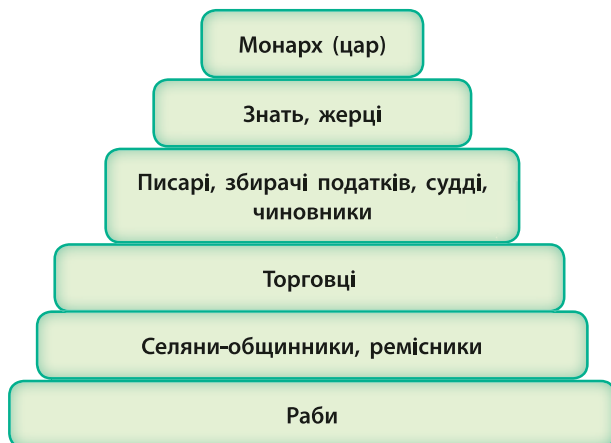 Монарх (цар)
Знать, жерці
Писарі, збирачі податків, судді,
чиновники
Торговці
Селяни-общинники, ремісники
Раби